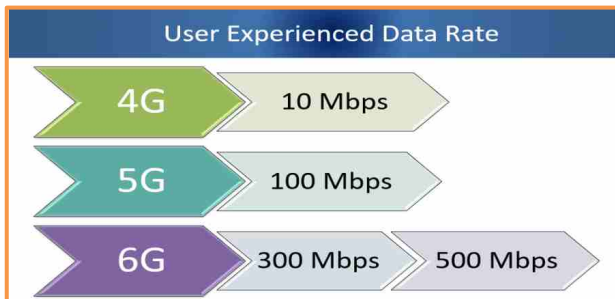 User Experienced Data Rate
4G 10 Mbps
5G 100 Mbps
6G 300 Mbps 500 Mbps